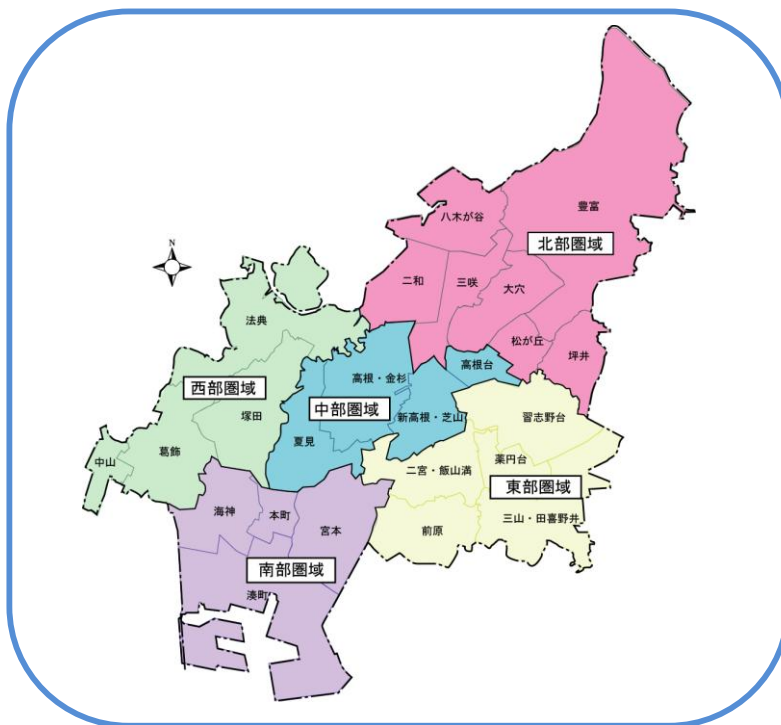 豊富
八木が谷
北部圏域
N
二和
三咲
大穴
法典
松が丘
坪井
高根台
高根・金杉
西部圏域
中部圏域
新高根・芝山
塚田
習志野台
夏見
葛飾
薬円台
中山
二宮・飯山満
東部圏域
海神
本町
宮本
前原
三山・田喜野井
南部圏域
湊町